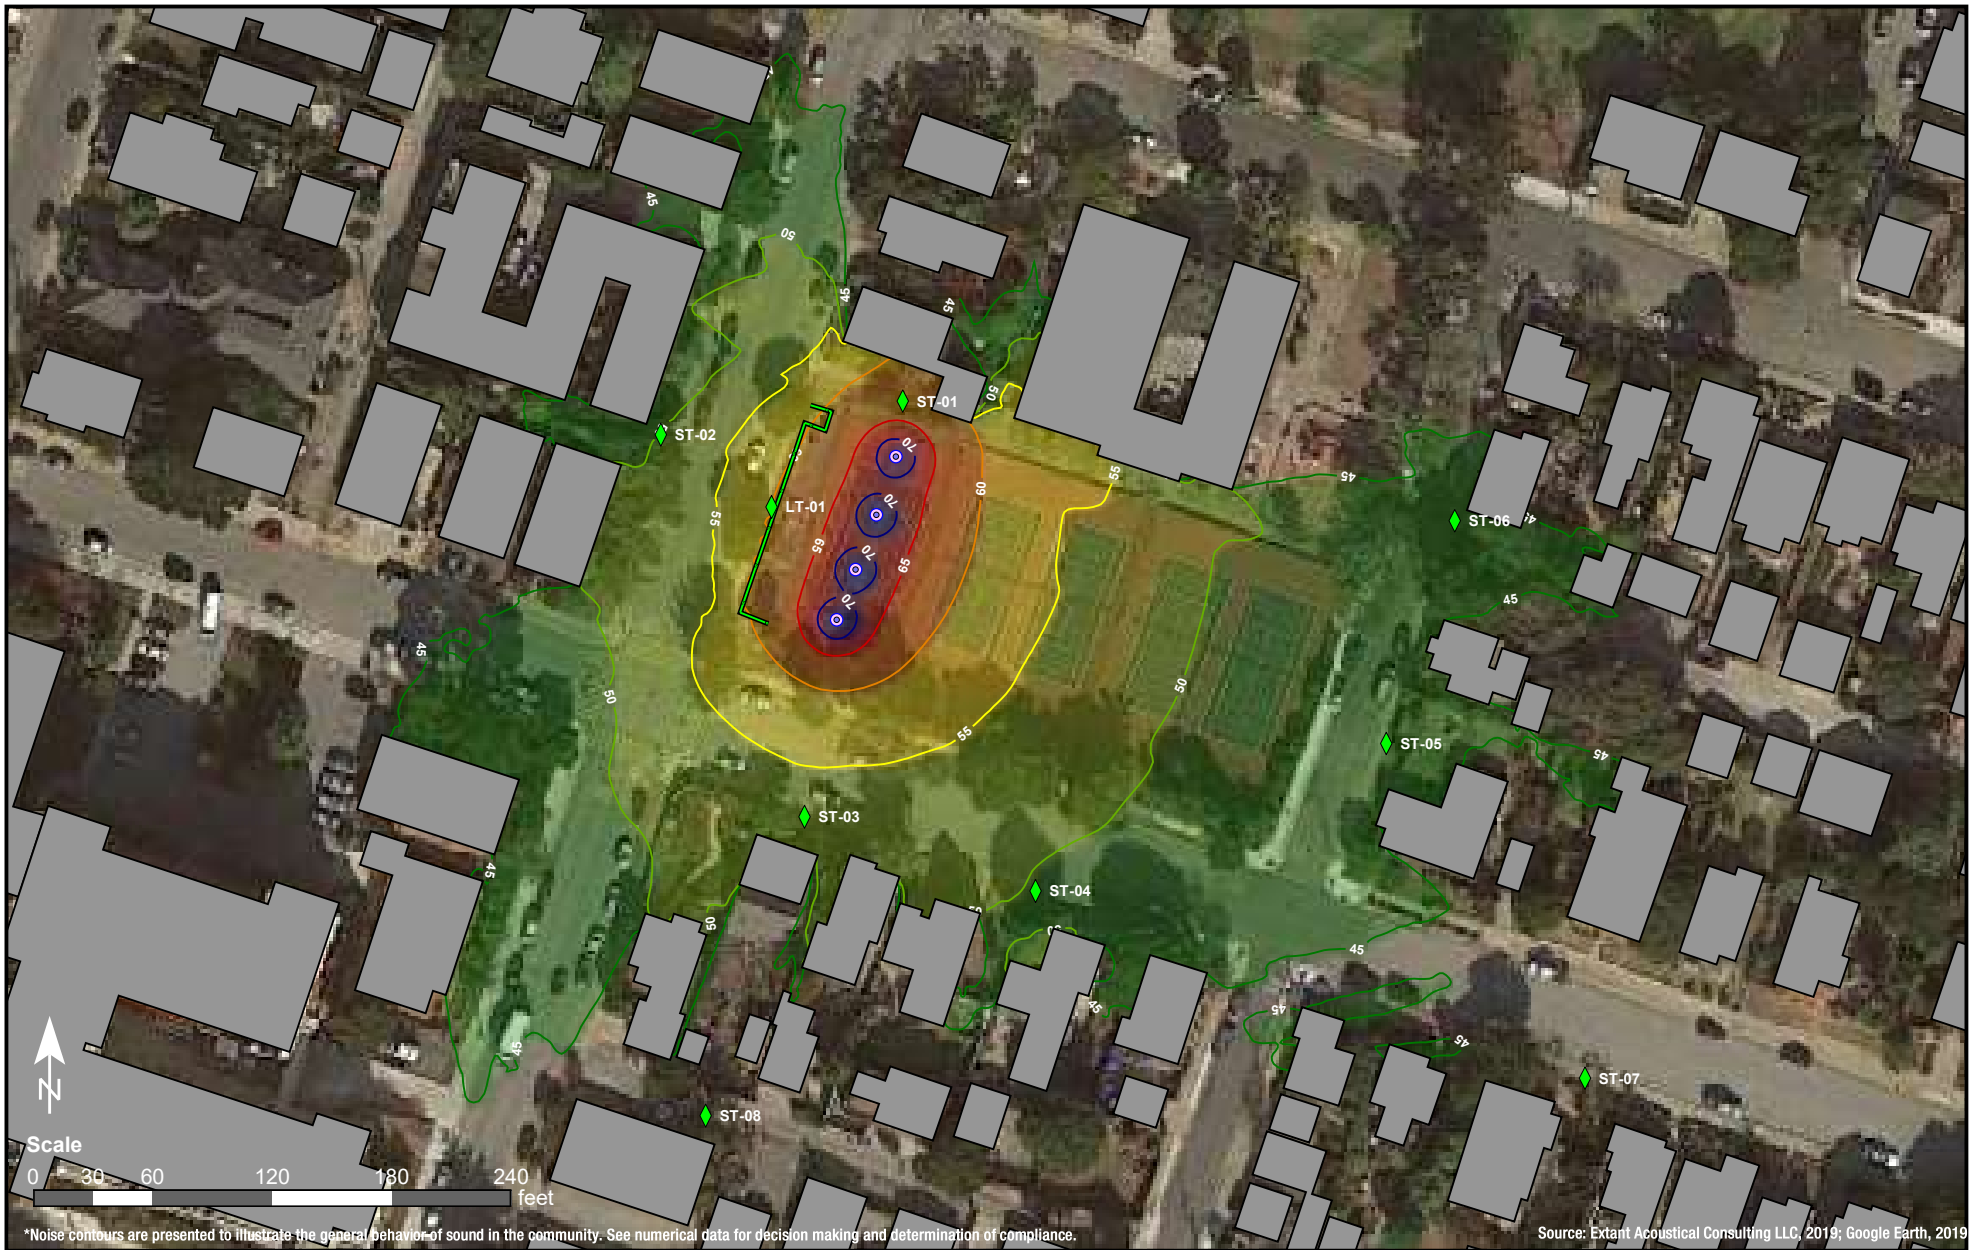 45
50
45
45
50
ST-01
ST-02
70
55
45
60
LT-01
70
55
45
ST-06
65
70
65
45
70
45
50
50
55
ST-05
45
ST-03
45
ST-04
50
45
45
45
45
45
ST-07
ST-08
N
Scale
0 30 60 120 180 240
feet
*Noise contours are presented to illustrate the general behavior of sound in the community. See numerical data for decision making and determination of compliance.
Source: Extant Acoustical Consulting LLC, 2019; Google Earth, 2019